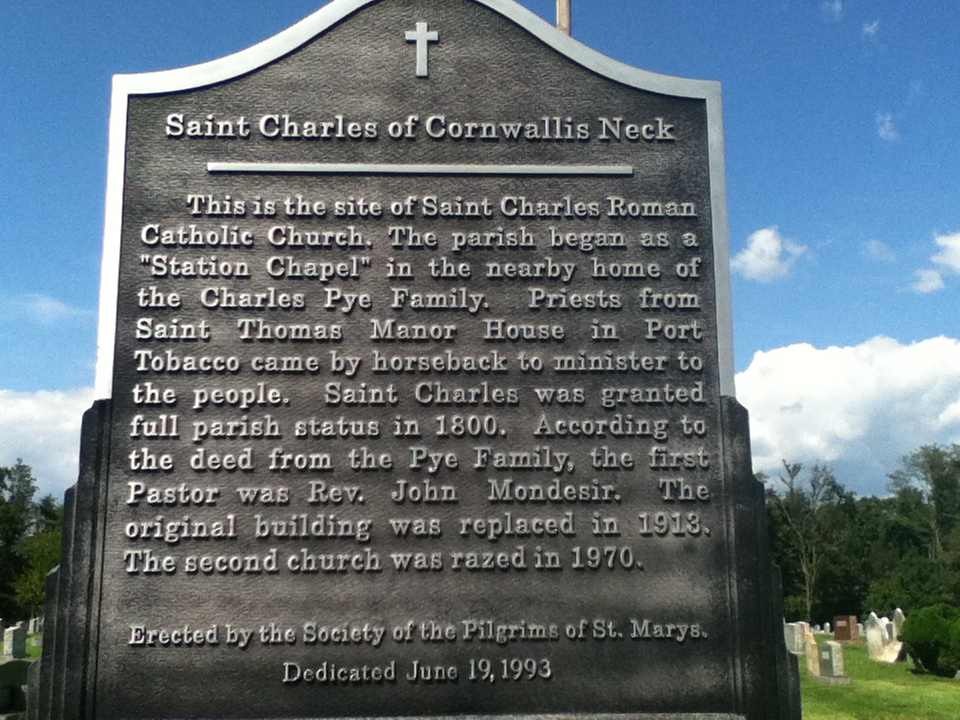 Saint Charles of Cornwallis Neck
This is the site of Saint Charles Roman
Catholic Church. The parish began as a
"Station Chapel" in the nearby home of
the Charles Pye Family. Priests from
Saint Thomas Manor House in Port
Tobacco came by horseback to minister to
the people. Saint Charles was granted
full parish status in 1800. According to
the deed from the Pye Family, the first
Pastor was Rev. John Mondesir. The
original building was replaced in 1913.
The second church was razed in 1970.
Erected by the Society of the Pilgrims of St. Marys.
Dedicated June 19, 1993